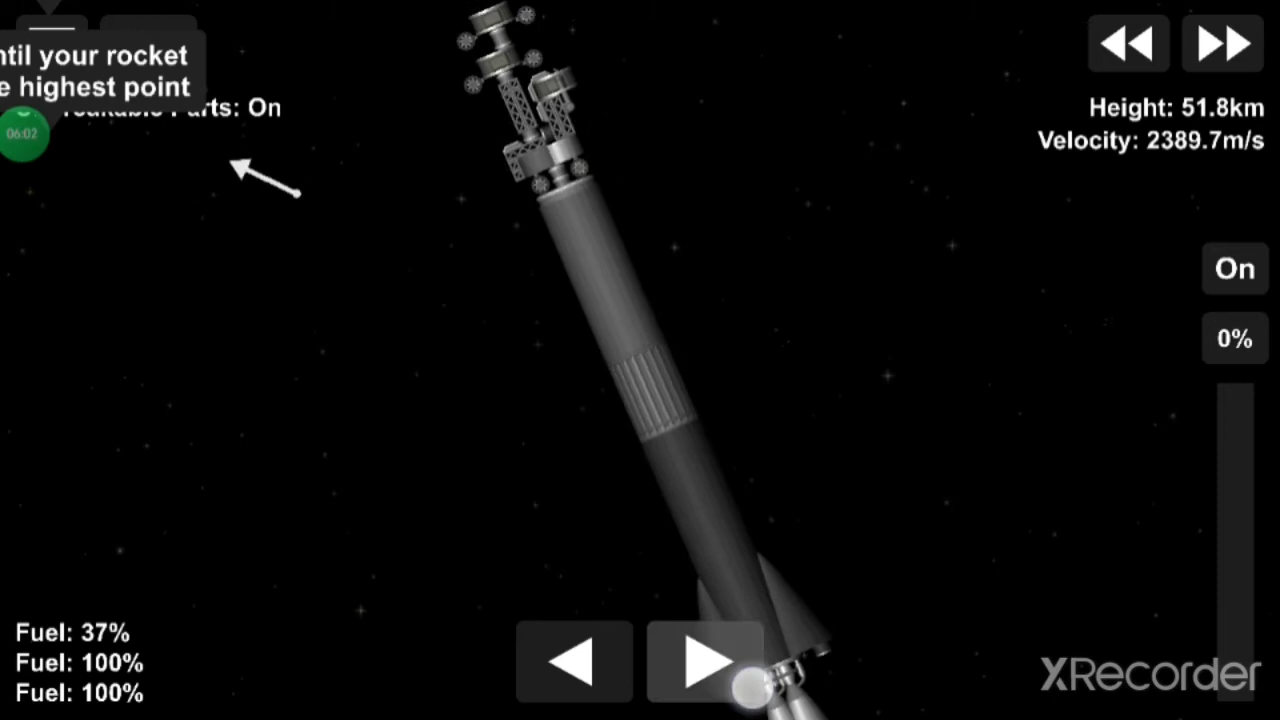 ntil your rocket
e highest point
arts: On
06:02
Height: 51.8km
Velocity: 2389.7m/s
On
0%
Fuel: 37%
Fuel: 100%
Fuel: 100%
XRecorder